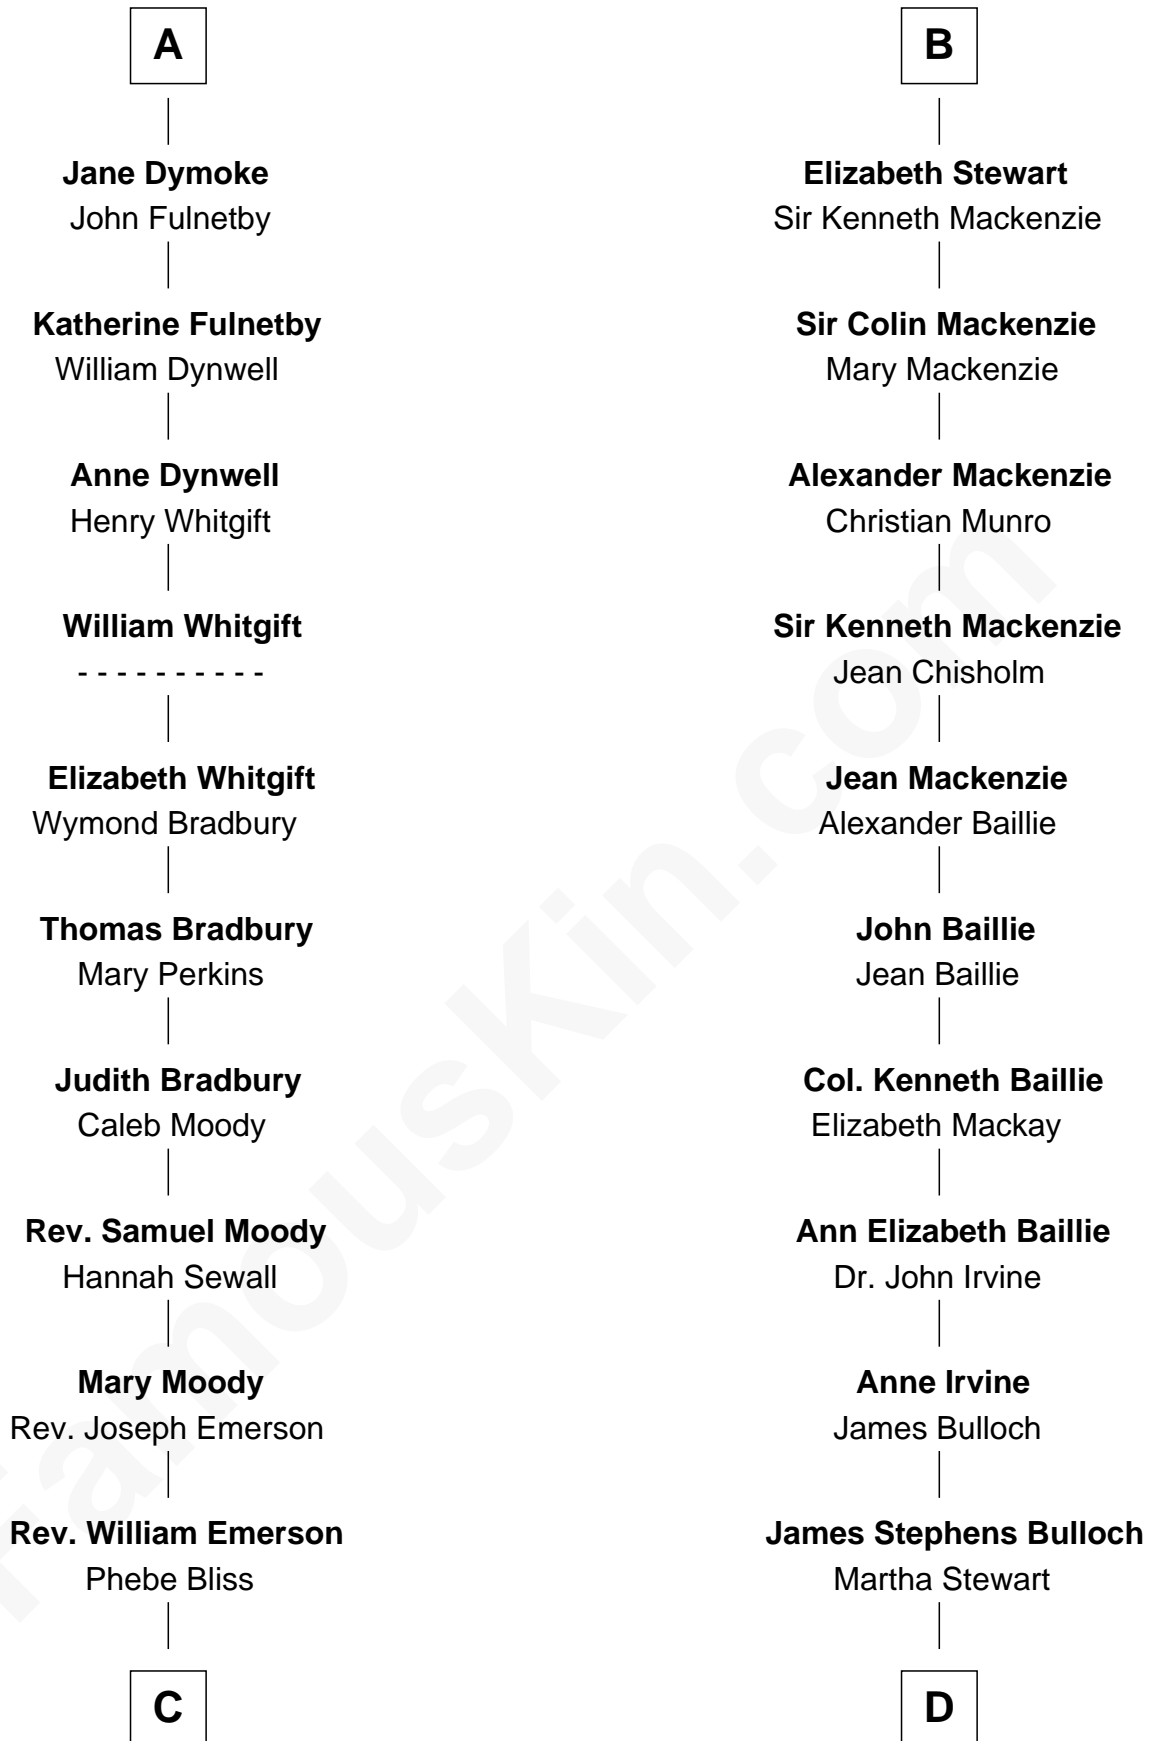 A
Jane Dymoke
John Fulnetby
Katherine Fulnetby
William Dynwell
Anne Dynwell
Henry Whitgift
William Whitgift
- - - - - - - - - -
Elizabeth Whitgift
Wymond Bradbury
Thomas Bradbury
Mary Perkins
Judith Bradbury
Caleb Moody
Rev. Samuel Moody
Hannah Sewall
Mary Moody
Rev. Joseph Emerson
Rev. William Emerson
Phebe Bliss
C
B
Elizabeth Stewart
Sir Kenneth Mackenzie
Sir Colin Mackenzie
Mary Mackenzie
Alexander Mackenzie
Christian Munro
Sir Kenneth Mackenzie
Jean Chisholm
Jean Mackenzie
Alexander Baillie
John Baillie
Jean Baillie
Col. Kenneth Baillie
Elizabeth Mackay
Ann Elizabeth Baillie
Dr. John Irvine
Anne Irvine
James Bulloch
James Stephens Bulloch
Martha Stewart
D
FamousKin.com